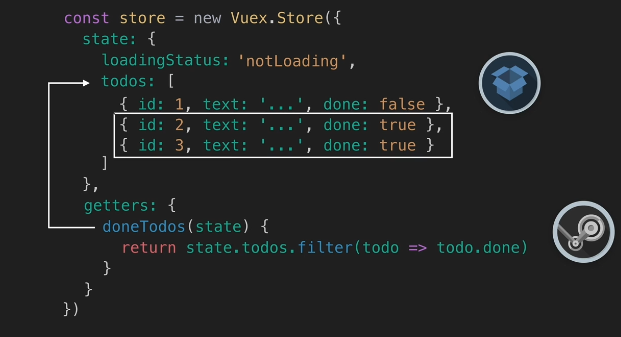 const store = new Vuex.Store({
state: {
loadingStatus: 'notLoading',
todos: [
{ id: 1, text: '...', done: false },
{ id: 2, text: '...', done: true },
{ id: 3, text: '...', done: true }
]
},
getters: {
doneTodos(state) {
return state.todos.filter(todo => todo.done)
}
}
})